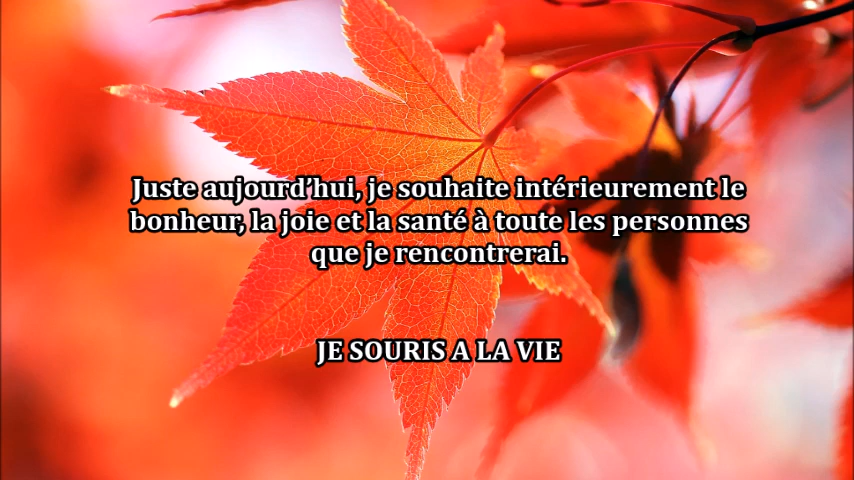 Juste aujourd’hui, je souhaite intérieurement le
bonheur, la joie et la santé à toute les personnes
que je rencontrerai.
JE SOURIS A LA VIE